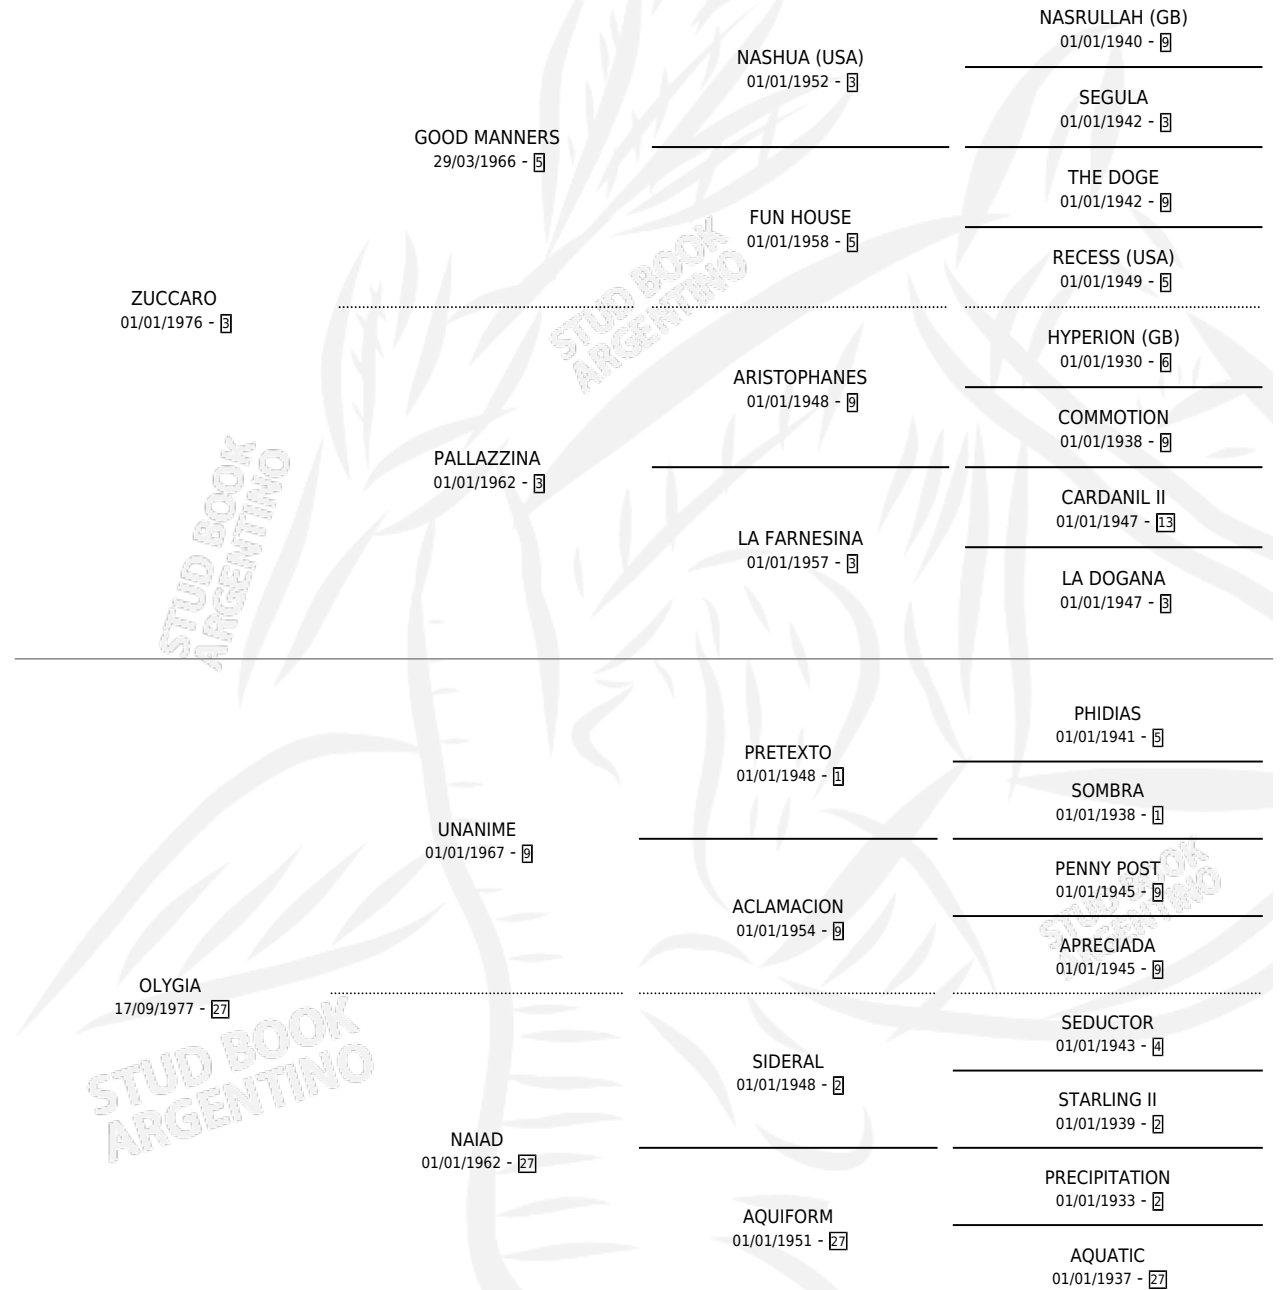 NASRULLAH (GB)
01/01/1940 - 9
NASHUA (USA)
01/01/1952 - 3
SEGULA
01/01/1942 - 3
GOOD MANNERS
29/03/1966 - 5
THE DOGE
01/01/1942 - 9
FUN HOUSE
01/01/1958 - 5
RECESS (USA)
01/01/1949 - 5
ZUCCARO
01/01/1976 - 3
HYPERION (GB)
01/01/1930 - 6
ARISTOPHANES
01/01/1948 - 9
COMMOTION
01/01/1938 - 9
PALLAZZINA
01/01/1962 - 3
CARDANIL II
01/01/1947 - 13
LA FARNESINA
01/01/1957 - 3
LA DOGANA
01/01/1947 - 3
PHIDIAS
01/01/1941 - 5
PRETEXTO
01/01/1948 - 1
SOMBRA
01/01/1938 - 1
UNANIME
01/01/1967 - 9
PENNY POST
01/01/1945 - 9
ACLAMACION
01/01/1954 - 9
APRECIADA
01/01/1945 - 9
OLYGIA
17/09/1977 - 27
SEDUCTOR
01/01/1943 - 4
SIDERAL
01/01/1948 - 2
STARLING II
01/01/1939 - 2
NAIAD
01/01/1962 - 27
PRECIPITATION
01/01/1933 - 2
AQUIFORM
01/01/1951 - 27
AQUATIC
01/01/1937 - 27
STUD BOOK
ARGENTINO
STUD BOOK
ARGENTINO
STUD BOOK
ARGENTINO
STUD BOOK
ARGENTINO